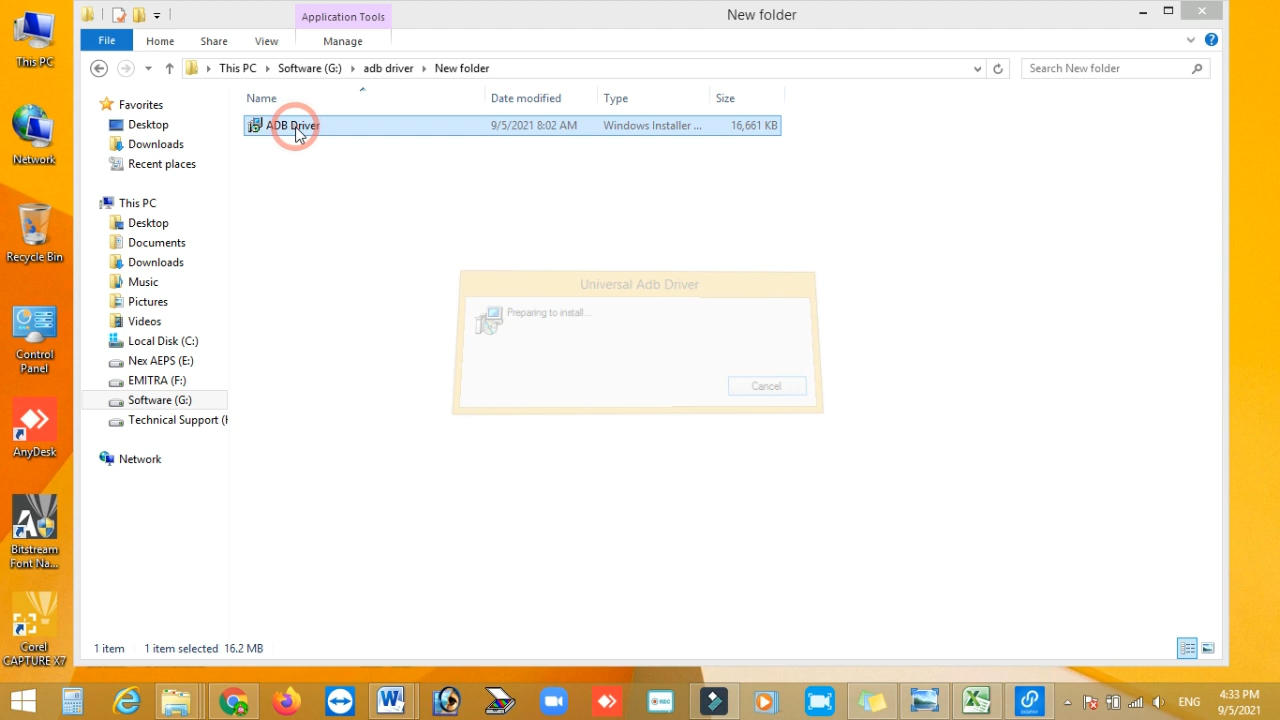 Application Tools
New folder
File
Home
Share
View
Manage
This PC
Software (G:)
adb driver
New folder
Search New folder
Name
Date modified
Type
Size
ADB Driver
9/5/2021 8:02 AM
Windows Installer ...
16,661 KB
Favorites
Desktop
Downloads
Recent places
This PC
Desktop
Documents
Downloads
Music
Pictures
Videos
Local Disk (C:)
Nex AEPS (E:)
EMITRA (F:)
Software (G:)
Technical Support (H
Network
Universal Adb Driver
Preparing to install...
Cancel
1 item
1 item selected 16.2 MB
This PC
Network
Recycle Bin
Control
Panel
AnyDesk
Bitstream
Font Na...
Corel
CAPTURE X7
REC
ENG
4:33 PM
9/5/2021